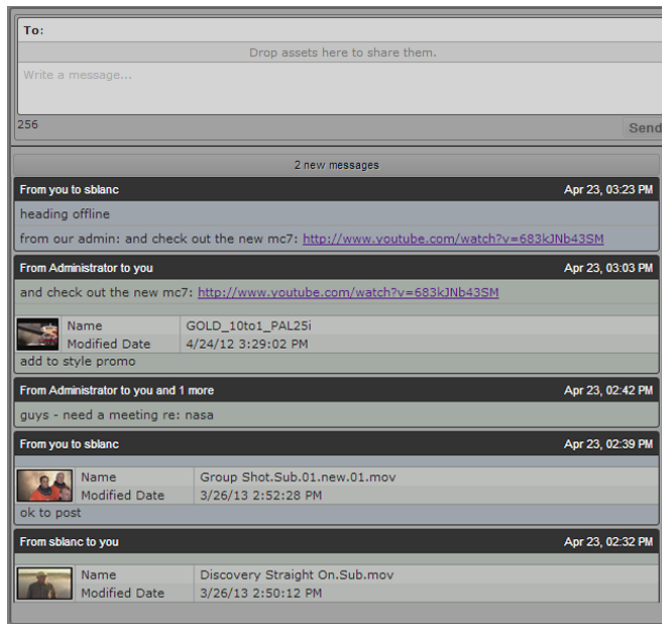 To:
Drop assets here to share them.
Write a message...
256
Send
2 new messages
From you to sblanc Apr 23, 03:23 PM
heading offline
from our admin: and check out the new mc7: http://www.youtube.com/watch?v=683kJNb43SM
From Administrator to you Apr 23, 03:03 PM
and check out the new mc7: http://www.youtube.com/watch?v=683kJNb43SM
Name GOLD_10to1_PAL25i
Modified Date 4/24/12 3:29:02 PM
add to style promo
From Administrator to you and 1 more Apr 23, 02:42 PM
guys - need a meeting re: nasa
From you to sblanc Apr 23, 02:39 PM
Name Group Shot.Sub.01.new.01.mov
Modified Date 3/26/13 2:52:28 PM
ok to post
From sblanc to you Apr 23, 02:32 PM
Name Discovery Straight On.Sub.mov
Modified Date 3/26/13 2:50:12 PM